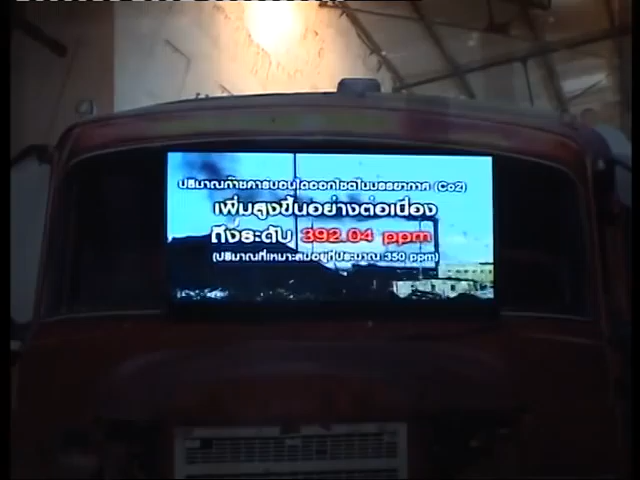 ปริมาณก๊าซคาร์บอนไดออกไซด์ในบรรยากาศ (Co2)
เพิ่มสูงขึ้นอย่างต่อเนื่อง
ถึงระดับ 392.04 ppm
(ปริมาณที่เหมาะสมอยู่ที่ประมาณ 350 ppm)